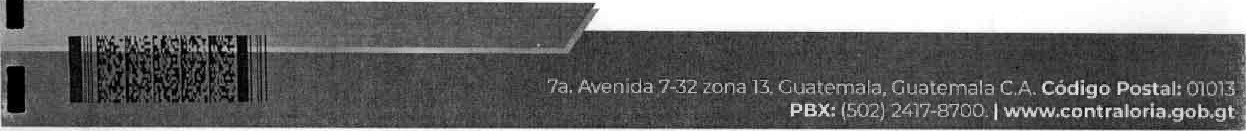 7a. Avenida 7-32 zona 13. Guatemala, Guatemala C.A. Código Postal: 01013
PBX: (502) 2417-8700. | www.contraloria.gob.gt